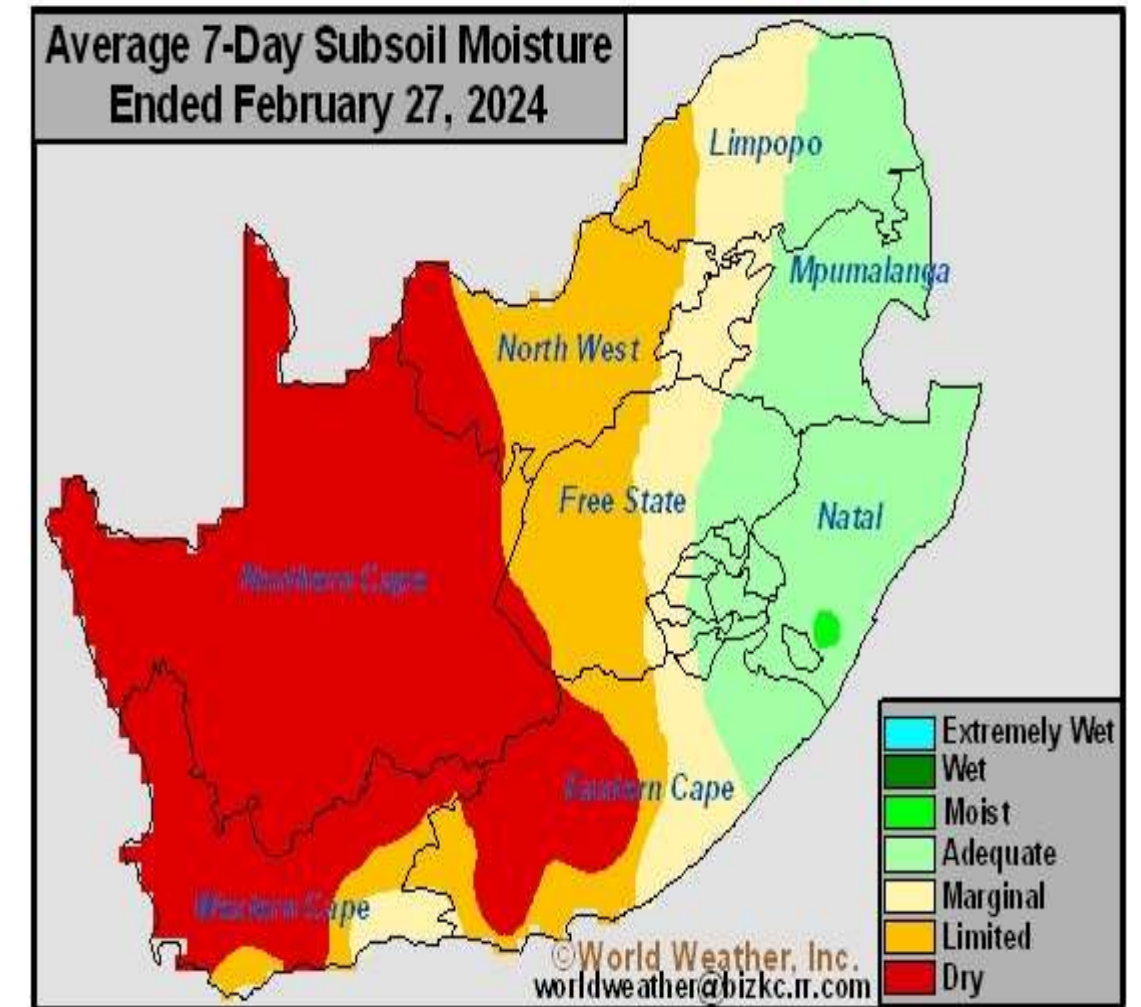 Average 7-Day Subsoil Moisture
Ended February 27, 2024
Limpopo
Mpumalanga
North West
Free State
Natal
Northern Cape
Eastern Cape
Western Cape
Extremely Wet
Wet
Moist
Adequate
Marginal
Limited
Dry
©World Weather, Inc.
worldweather@bizkc.rr.com